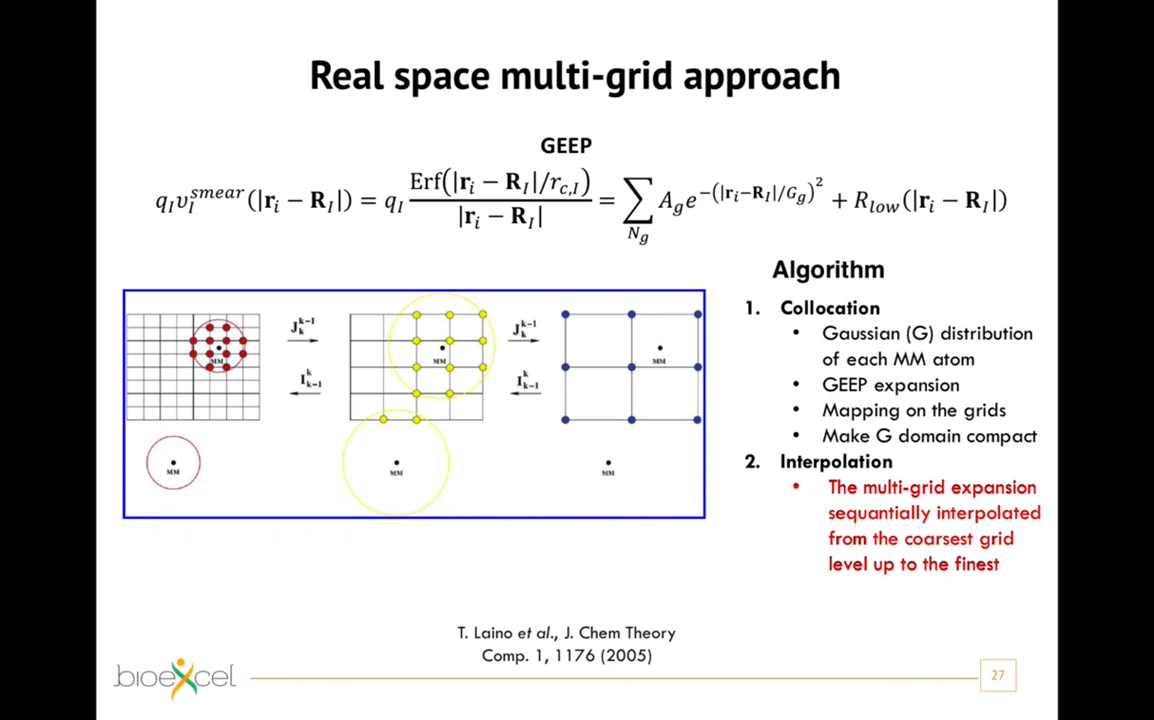 Real space multi-grid approach
GEEP
q_I υ_I^{smear}(|r_i − R_I|) = q_I Erf(|r_i − R_I|/r_{c,I}) / |r_i − R_I| = ∑_{N_g} A_g e^{−(|r_i−R_I|/G_g)^2} + R_{low}(|r_i − R_I|)
Algorithm
1. Collocation
• Gaussian (G) distribution
of each MM atom
• GEEP expansion
• Mapping on the grids
• Make G domain compact
2. Interpolation
• The multi-grid expansion
sequantially interpolated
from the coarsest grid
level up to the finest
J_k^{k−1}
I_{k−1}^k
J_k^{k−1}
I_{k−1}^k
MM
MM
MM
MM
MM
MM
T. Laino et al., J. Chem Theory
Comp. 1, 1176 (2005)
bioexcel
27